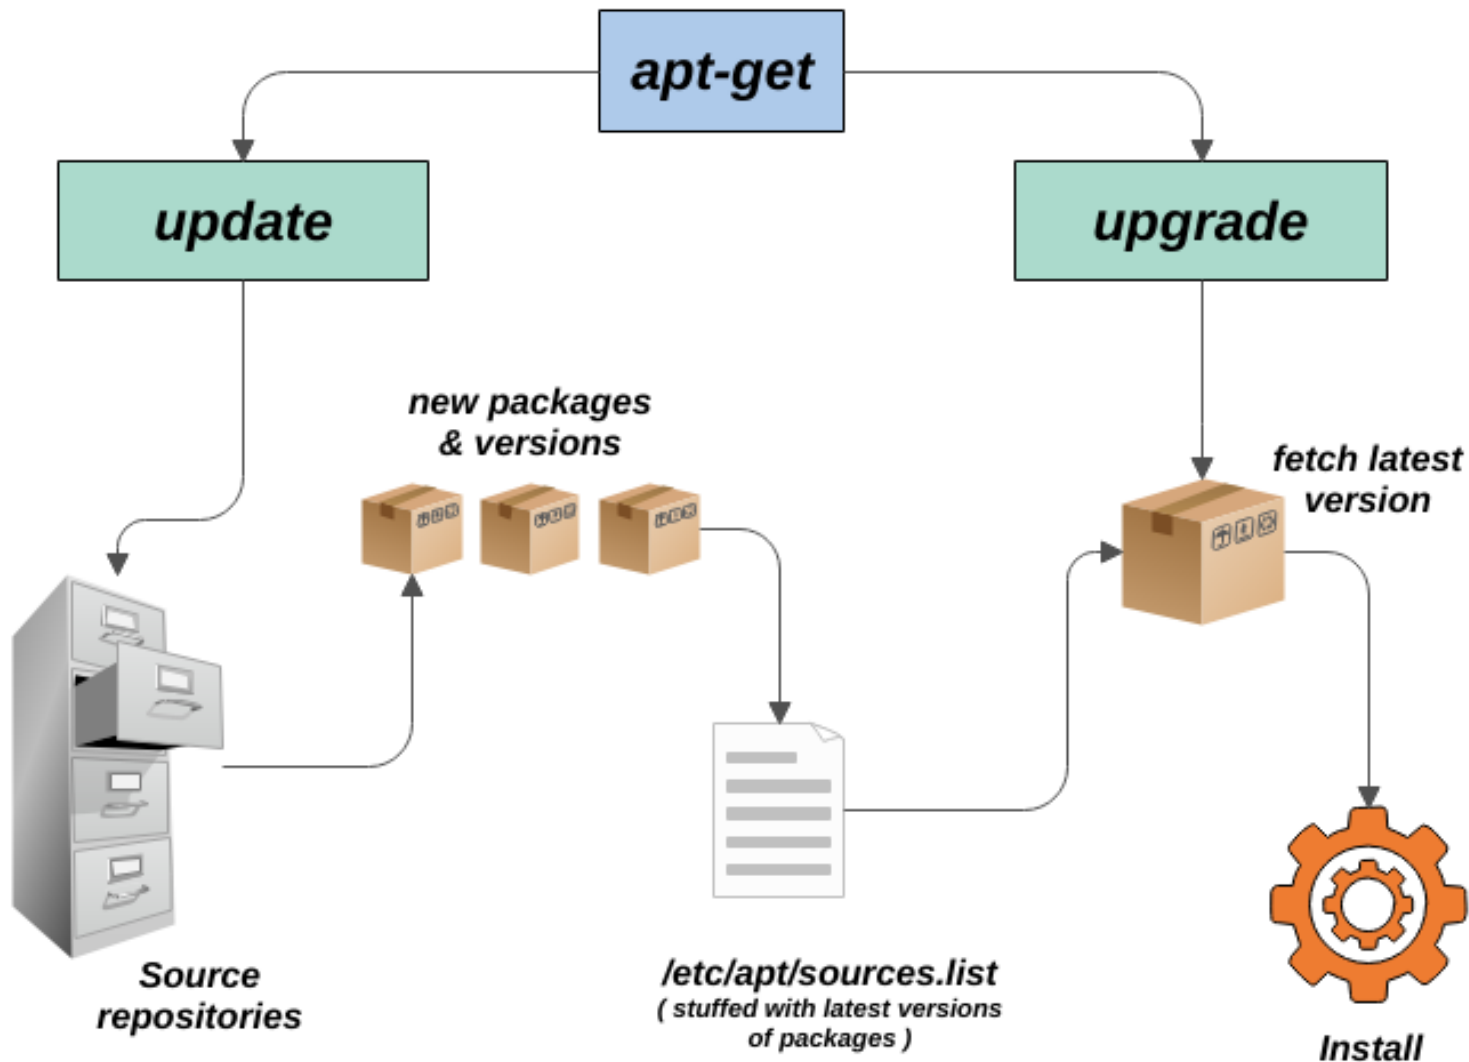 apt-get
update
upgrade
new packages
& versions
fetch latest
version
Source
repositories
/etc/apt/sources.list
( stuffed with latest versions
of packages )
Install